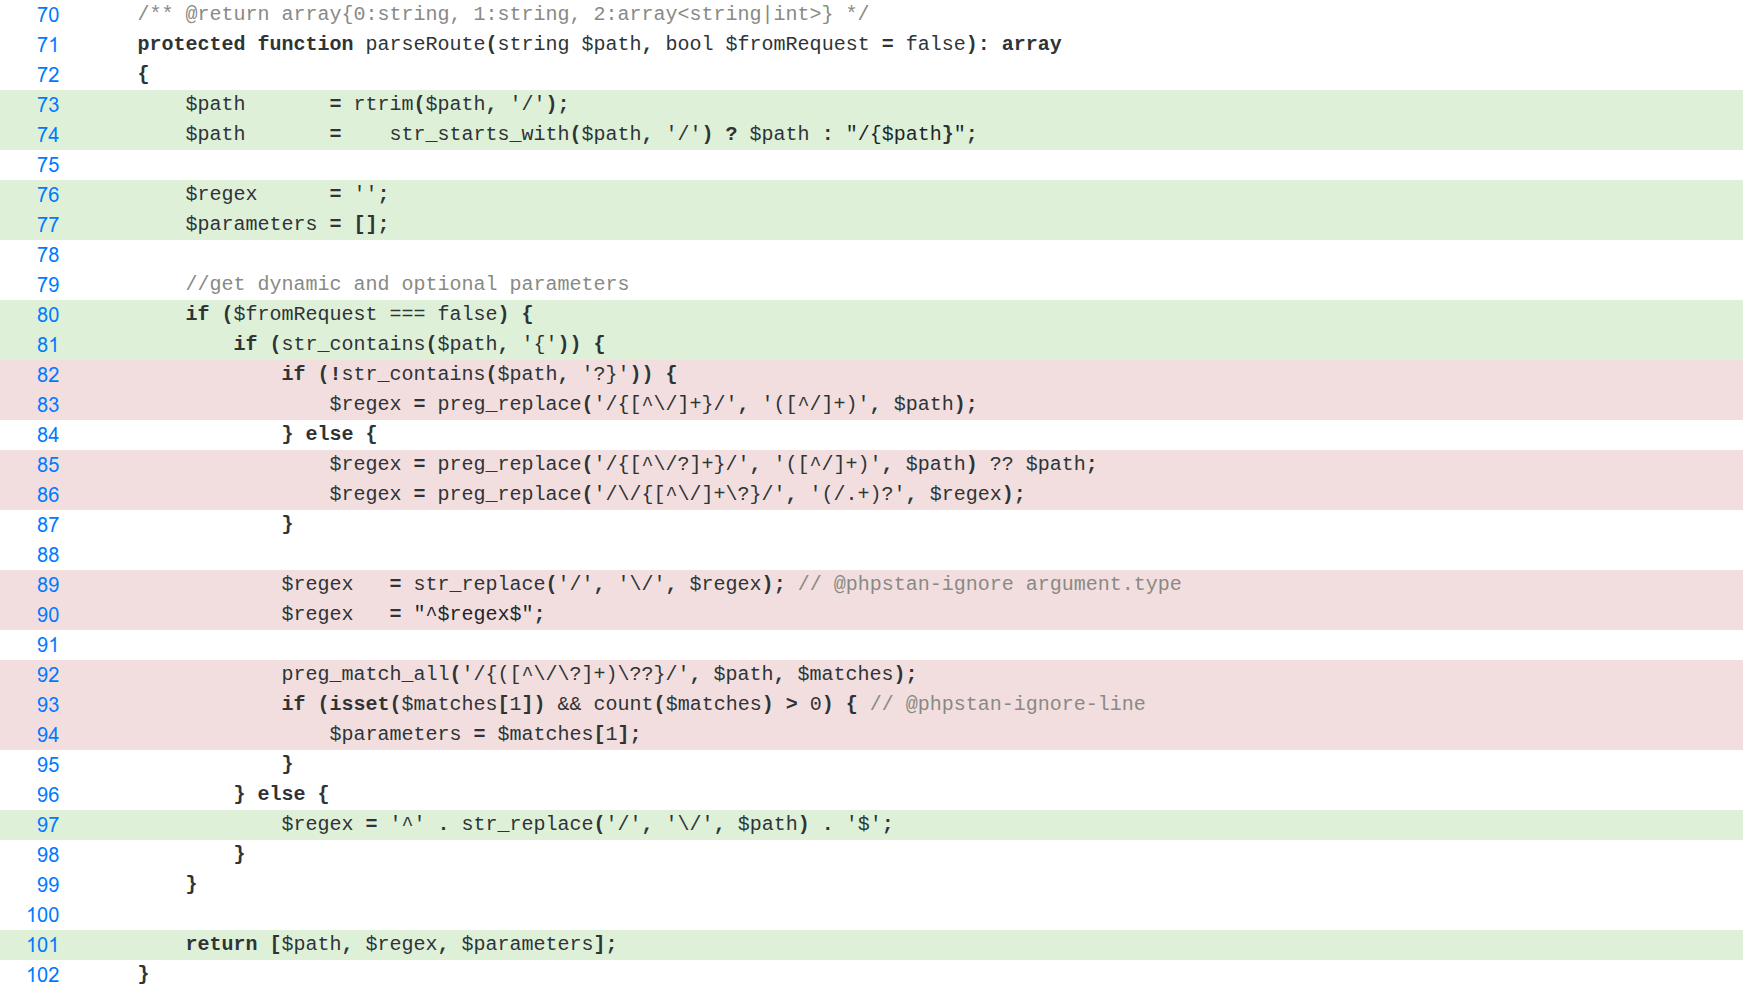 70 /** @return array{0:string, 1:string, 2:array<string|int>} */
71 protected function parseRoute(string $path, bool $fromRequest = false): array
72 {
73 $path       = rtrim($path, '/');
74 $path       =    str_starts_with($path, '/') ? $path : "/{$path}";
75
76 $regex      = '';
77 $parameters = [];
78
79 //get dynamic and optional parameters
80 if ($fromRequest === false) {
81 if (str_contains($path, '{')) {
82 if (!str_contains($path, '?}')) {
83 $regex = preg_replace('/{[^\/]+}/', '([^/]+)', $path);
84 } else {
85 $regex = preg_replace('/{[^\/?]+}/', '([^/]+)', $path) ?? $path;
86 $regex = preg_replace('/\/{[^\/]+\?}/', '(/.+)?', $regex);
87 }
88
89 $regex   = str_replace('/', '\/', $regex); // @phpstan-ignore argument.type
90 $regex   = "^$regex$";
91
92 preg_match_all('/{([^\/\?]+)\??}/', $path, $matches);
93 if (isset($matches[1]) && count($matches) > 0) { // @phpstan-ignore-line
94 $parameters = $matches[1];
95 }
96 } else {
97 $regex = '^' . str_replace('/', '\/', $path) . '$';
98 }
99 }
100
101 return [$path, $regex, $parameters];
102 }